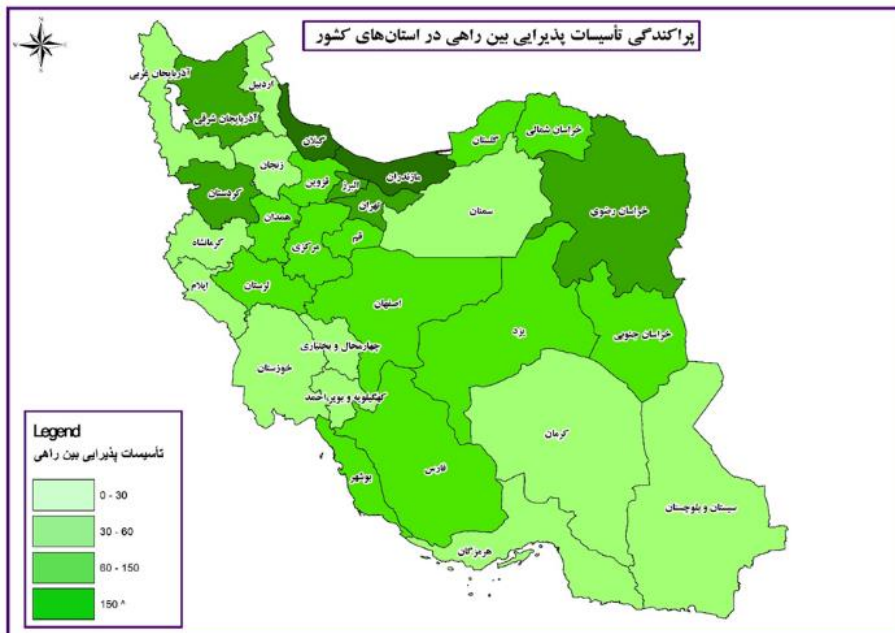 پراکندگی تأسیسات پذیرایی بین راهی در استان‌های کشور
آذربایجان غربی
اردبیل
آذربایجان شرقی
گیلان
زنجان
کردستان
قزوین
البرز
مازندران
تهران
گلستان
خراسان شمالی
خراسان رضوی
سمنان
همدان
کرمانشاه
مرکزی
قم
ایلام
لرستان
اصفهان
یزد
خراسان جنوبی
چهارمحال و بختیاری
خوزستان
کهگیلویه و بویراحمد
کرمان
فارس
بوشهر
سیستان و بلوچستان
هرمزگان
Legend
تأسیسات پذیرایی بین راهی
0 - 30
30 - 60
60 - 150
150 ^